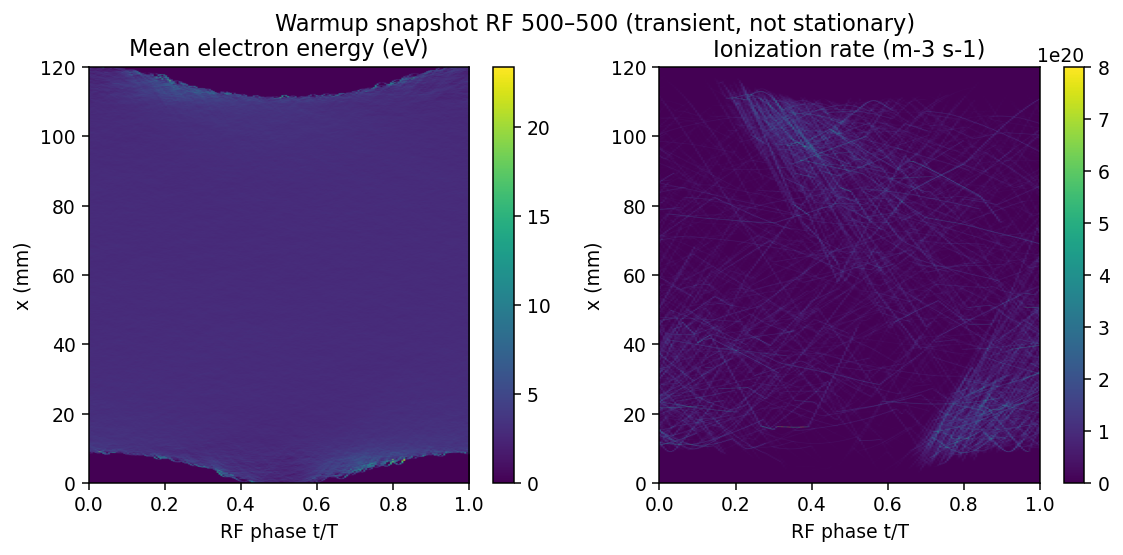 Warmup snapshot RF 500–500 (transient, not stationary)
Mean electron energy (eV)
Ionization rate (m-3 s-1)
1e20
120
100
80
60
40
20
0
x (mm)
0.0 0.2 0.4 0.6 0.8 1.0
RF phase t/T
20
15
10
5
0
120
100
80
60
40
20
0
x (mm)
0.0 0.2 0.4 0.6 0.8 1.0
RF phase t/T
8
7
6
5
4
3
2
1
0